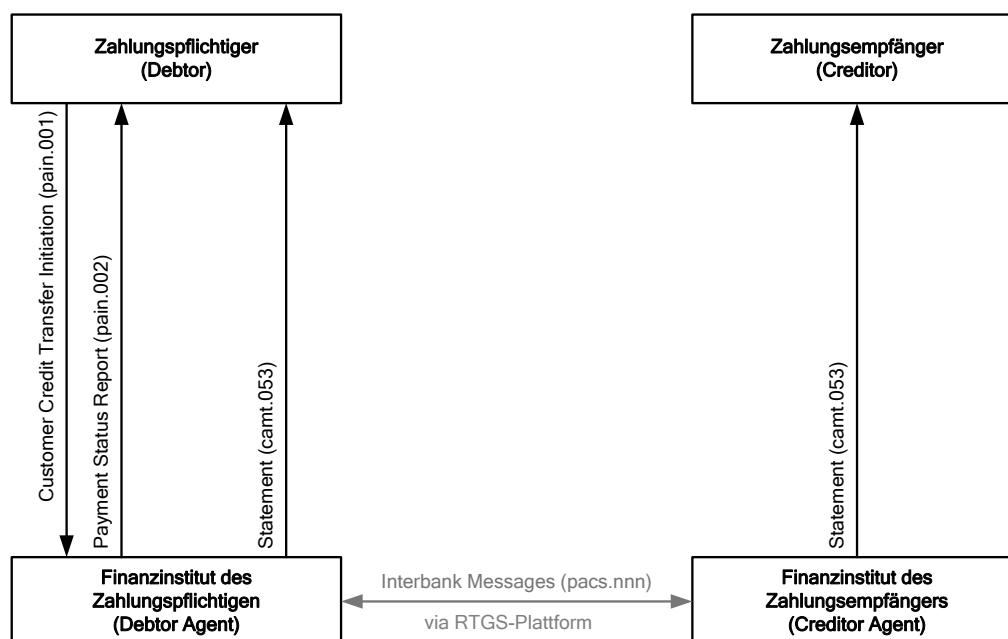 Zahlungspflichtiger
(Debtor)
Zahlungsempfänger
(Creditor)
Customer Credit Transfer Initiation (pain.001)
Payment Status Report (pain.002)
Statement (camt.053)
Statement (camt.053)
Finanzinstitut des
Zahlungspflichtigen
(Debtor Agent)
Interbank Messages (pacs.nnn)
via RTGS-Plattform
Finanzinstitut des
Zahlungsempfängers
(Creditor Agent)